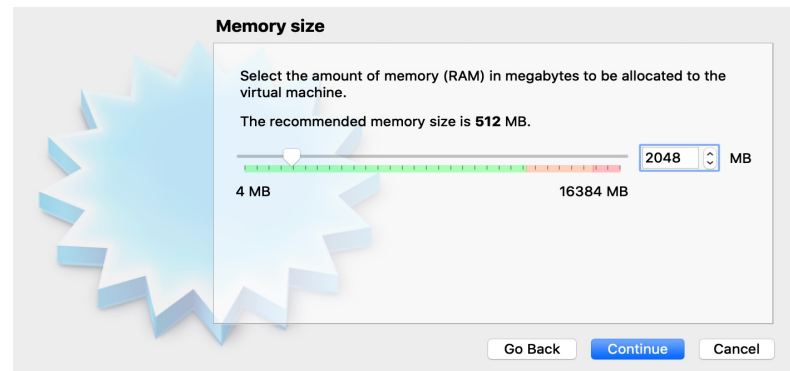 Memory size
Select the amount of memory (RAM) in megabytes to be allocated to the
virtual machine.
The recommended memory size is 512 MB.
2048 MB
4 MB 16384 MB
Go Back Continue Cancel